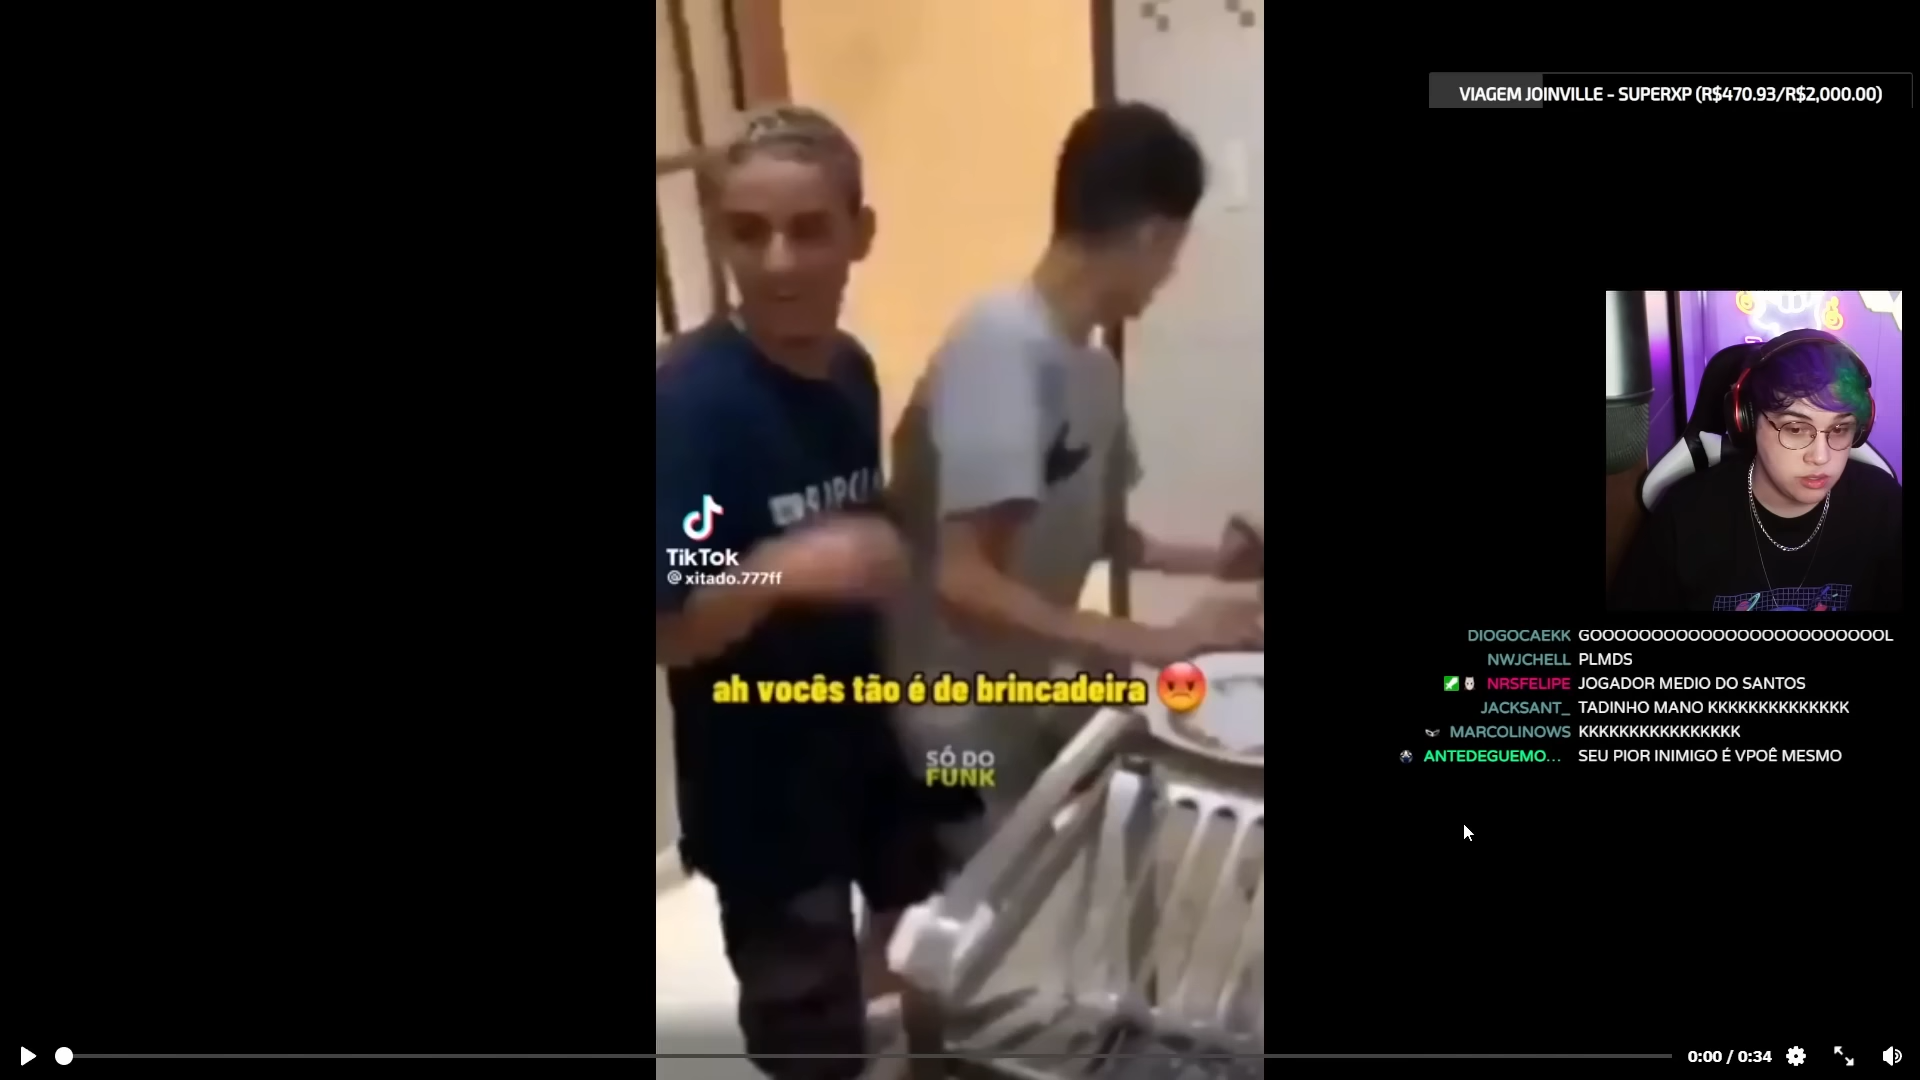 VIAGEM JOINVILLE - SUPERXP (R$470.93/R$2,000.00)
TikTok
@xitado.777ff
ah vocês tão é de brincadeira
SÓ DO
FUNK
DIOGOCAEKK GOOOOOOOOOOOOOOOOOOOOOOOOL
NWJCHELL PLMDS
NRSFELIPE JOGADOR MEDIO DO SANTOS
JACKSANT_ TADINHO MANO KKKKKKKKKKKKKK
MARCOLINOWS KKKKKKKKKKKKKKKK
ANTEDEGUEMO... SEU PIOR INIMIGO É VPOÊ MESMO
0:00 / 0:34